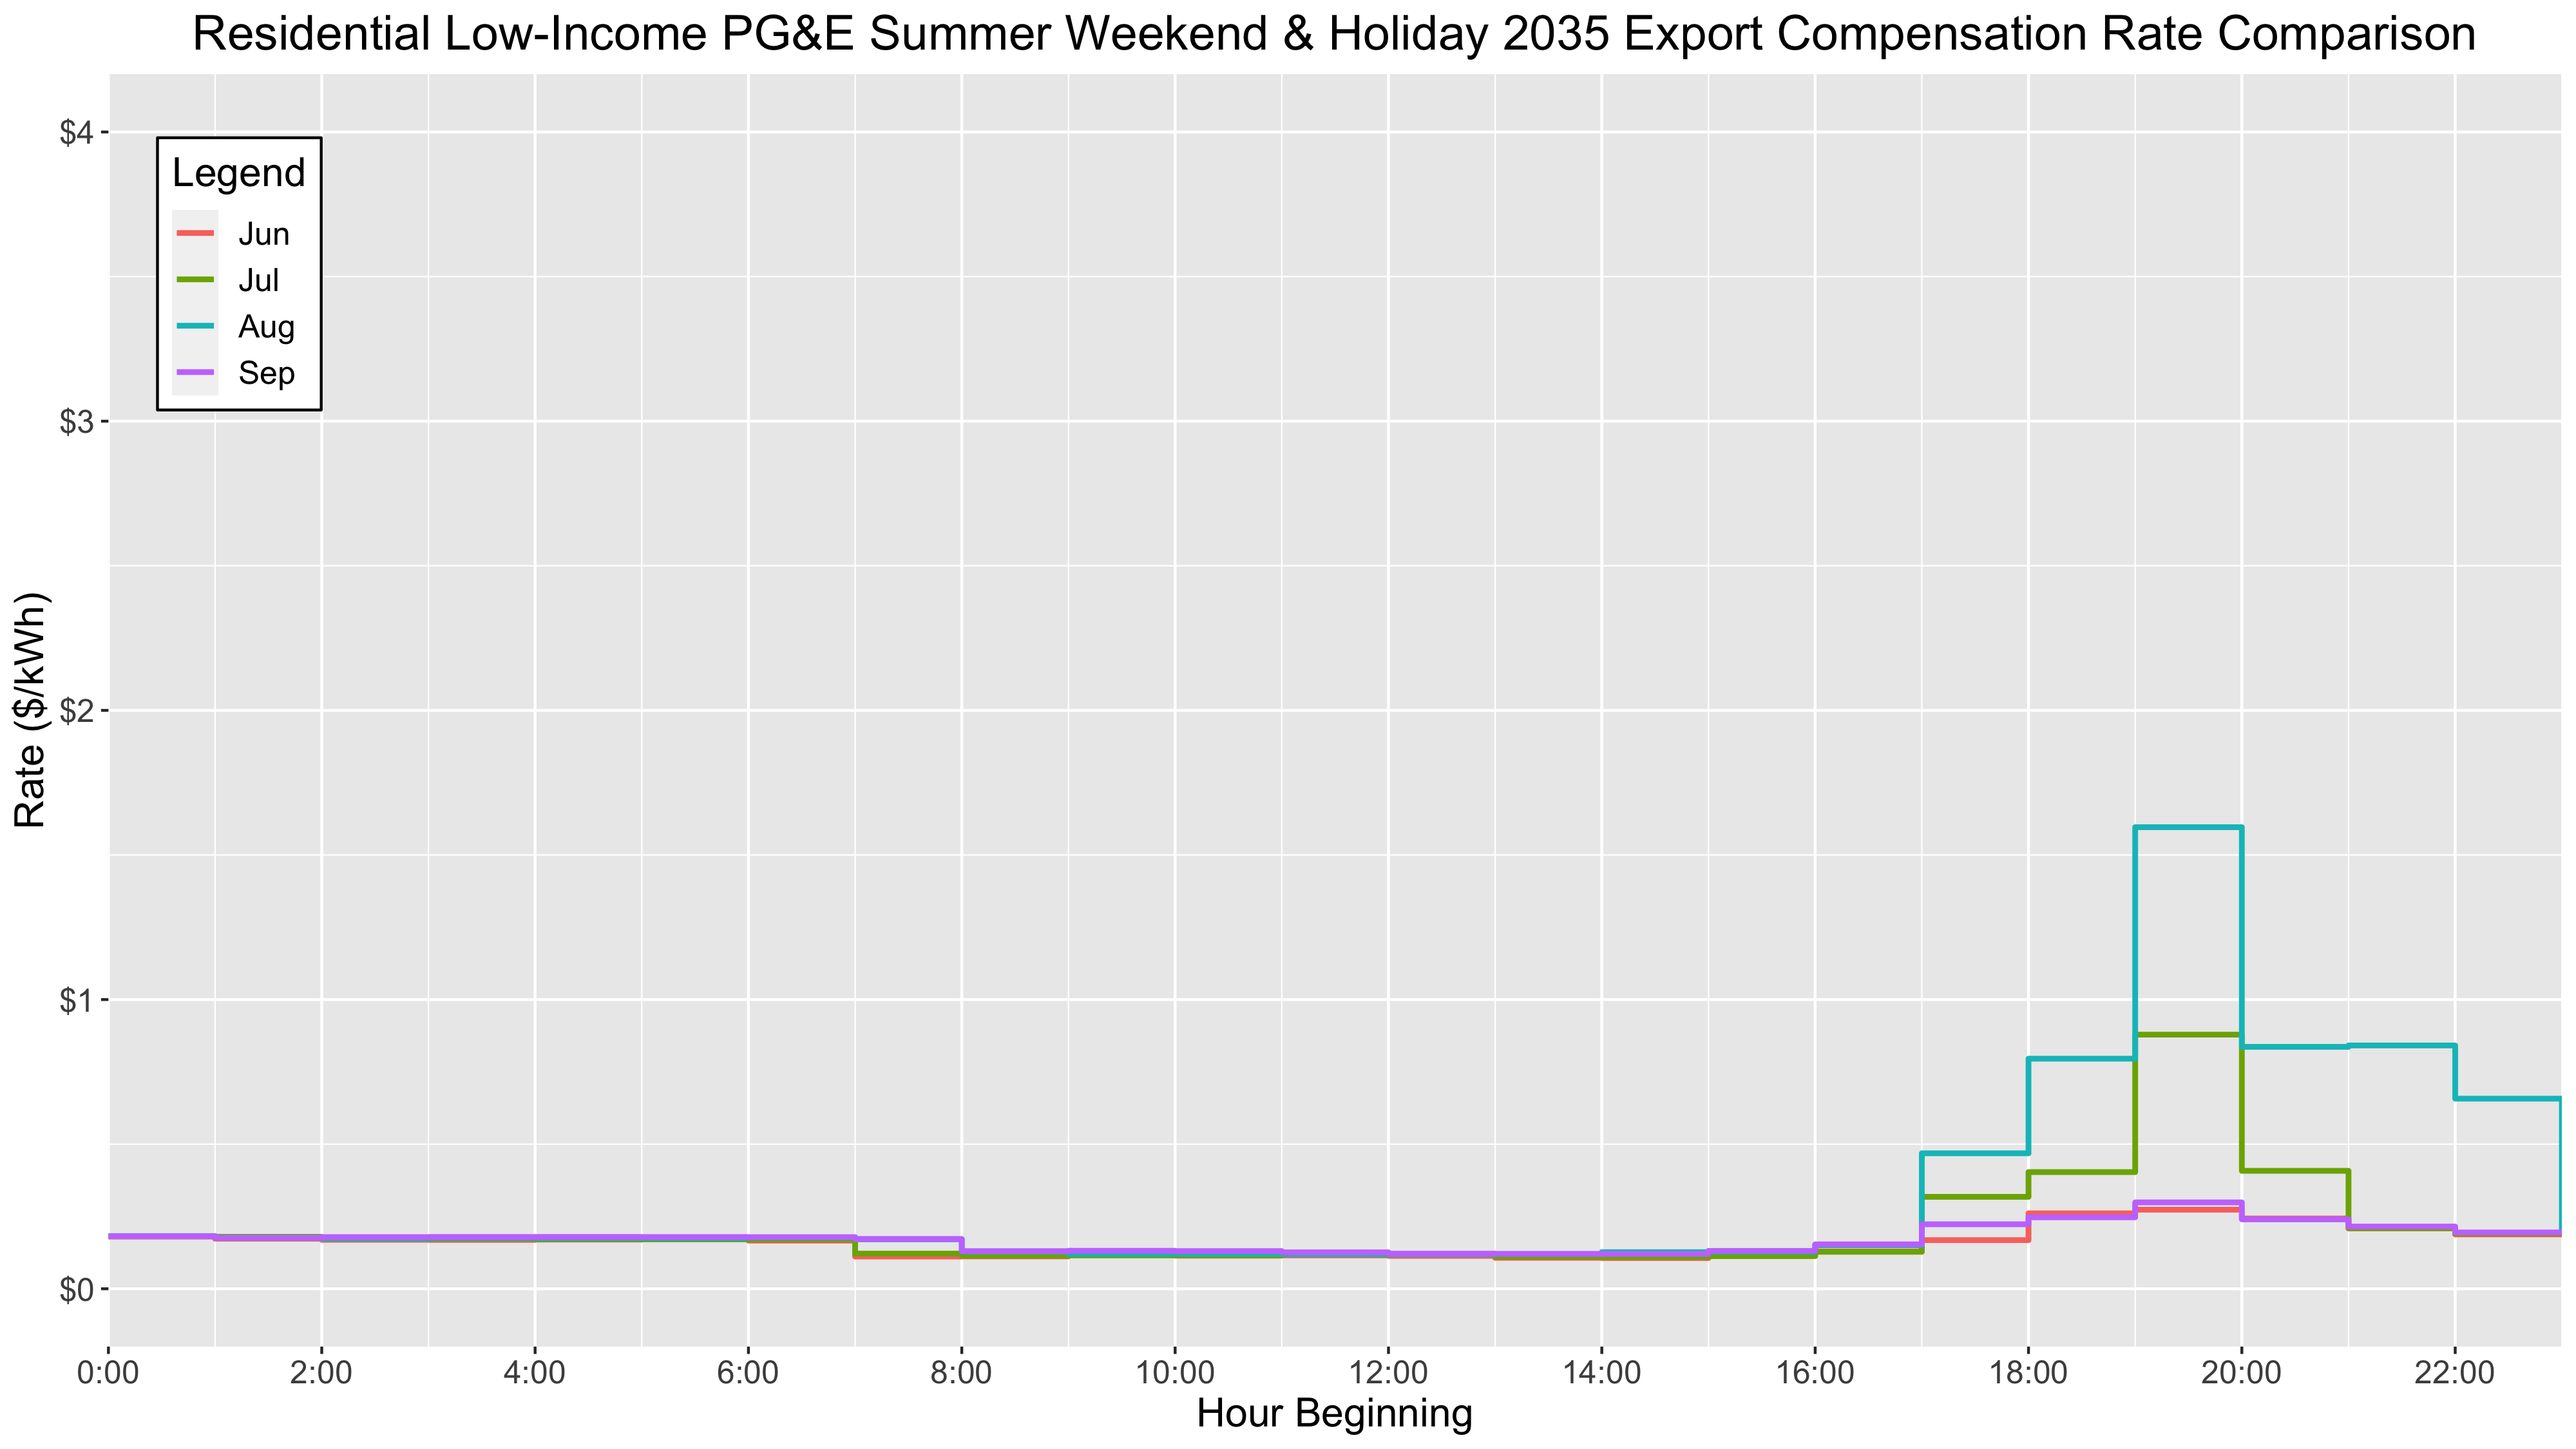 Residential Low-Income PG&E Summer Weekend & Holiday 2035 Export Compensation Rate Comparison
$4
$3
$2
$1
$0
Rate ($/kWh)
Legend
Jun
Jul
Aug
Sep
0:00 2:00 4:00 6:00 8:00 10:00 12:00 14:00 16:00 18:00 20:00 22:00
Hour Beginning